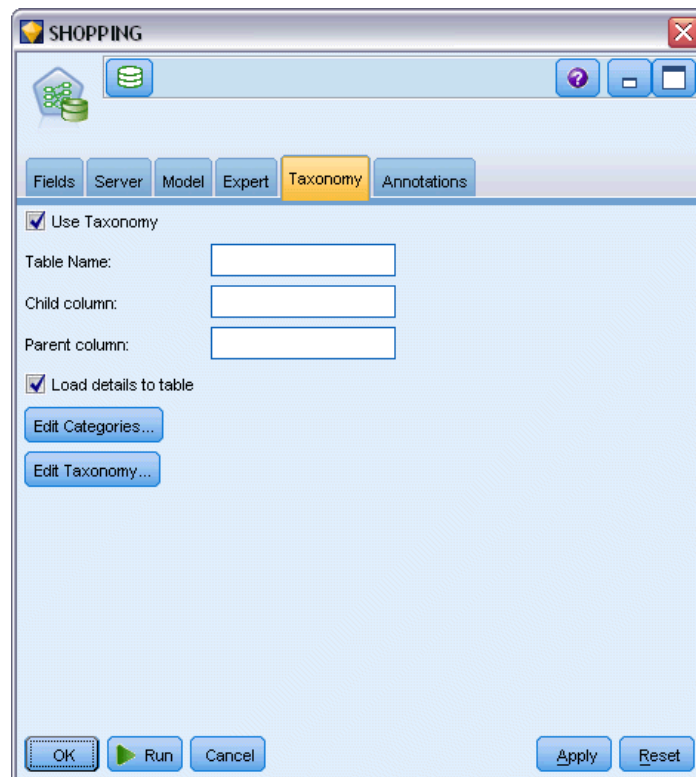 SHOPPING
Fields Server Model Expert Taxonomy Annotations
Use Taxonomy
Table Name:
Child column:
Parent column:
Load details to table
Edit Categories...
Edit Taxonomy...
OK Run Cancel Apply Reset